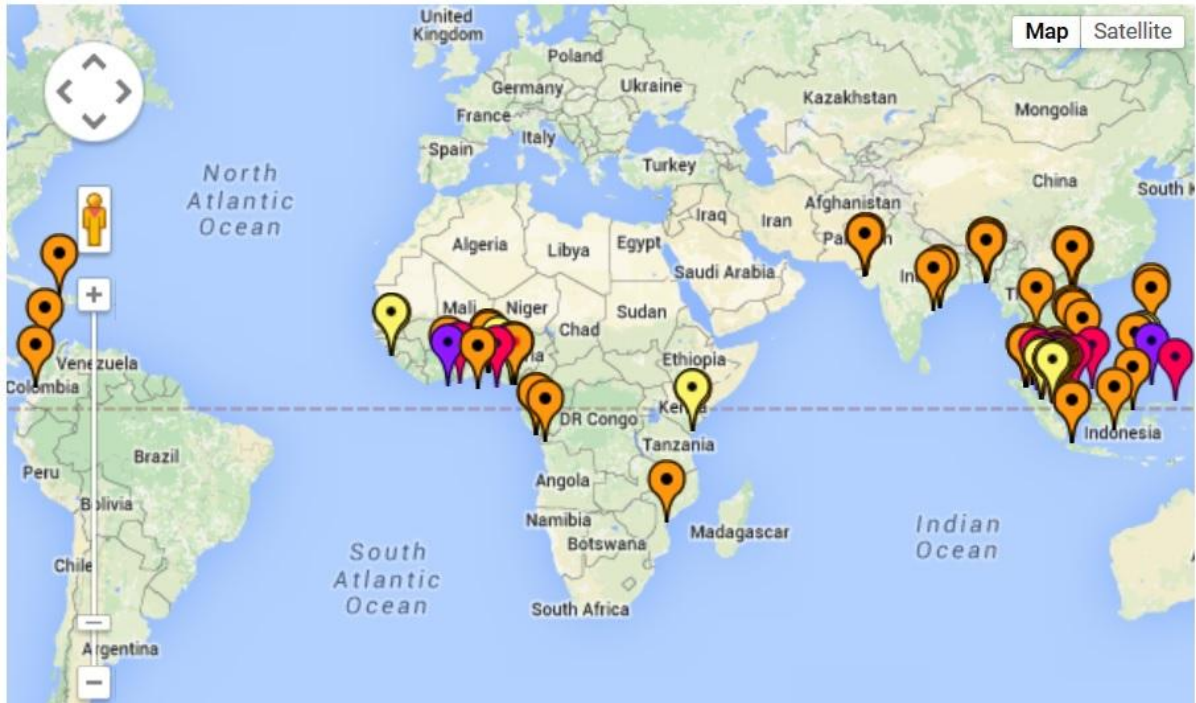 United
Kingdom
Map
Satellite
Poland
Germany
Ukraine
Kazakhstan
Mongolia
France
Italy
Spain
Turkey
North
Atlantic
Ocean
China
South K
Afghanistan
Iraq
Iran
Algeria
Libya
Egypt
Saudi Arabia
Mali
Niger
Sudan
Chad
Ethiopia
Venezuela
Colombia
DR Congo
Tanzania
Indonesia
Peru
Brazil
Angola
Bolivia
Namibia
Botswana
Madagascar
Indian
Ocean
South
Atlantic
Ocean
Chile
South Africa
Argentina